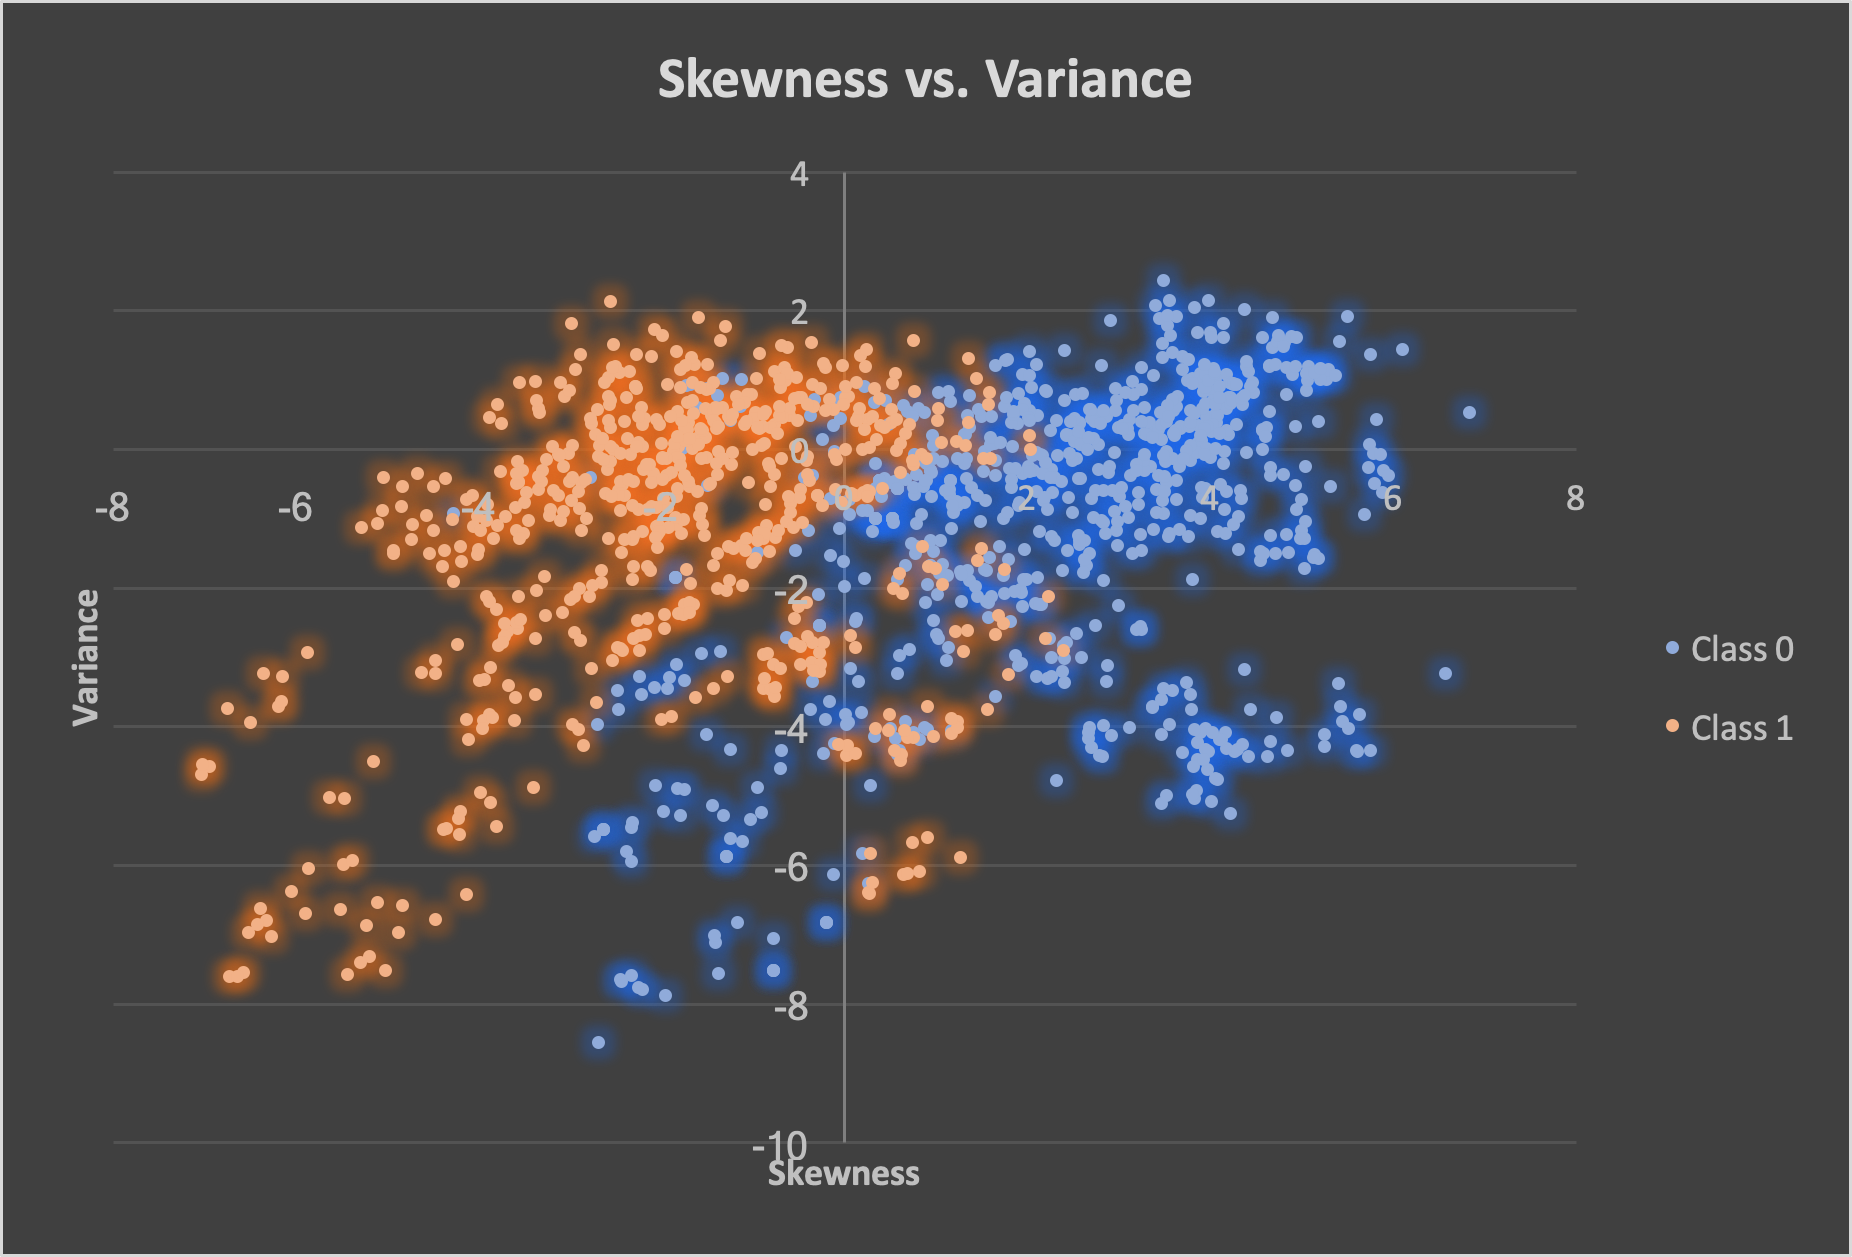 Skewness vs. Variance
4
2
0
-8 -6 -4 -2 0 2 4 6 8
-2
-4
-6
-8
-10
Variance
Skewness
Class 0
Class 1